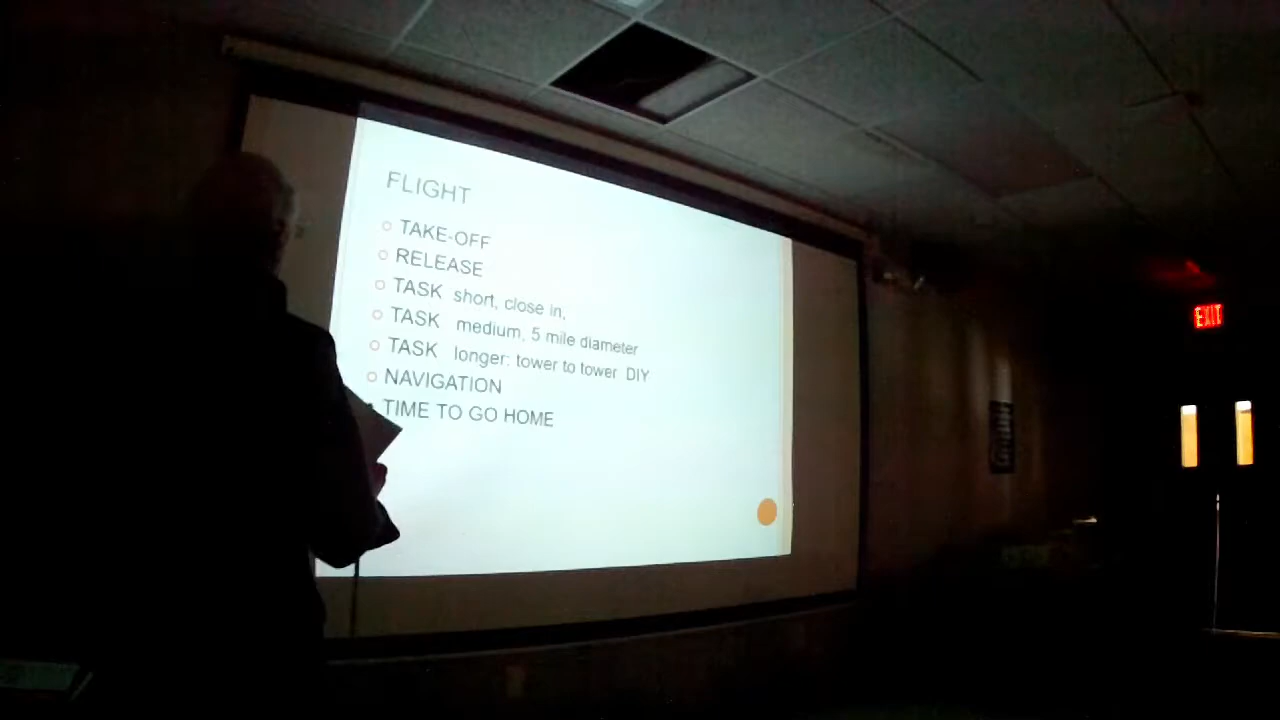 FLIGHT
TAKE-OFF
RELEASE
TASK short, close in,
TASK medium, 5 mile diameter
TASK longer: tower to tower DIY
NAVIGATION
TIME TO GO HOME
EXIT